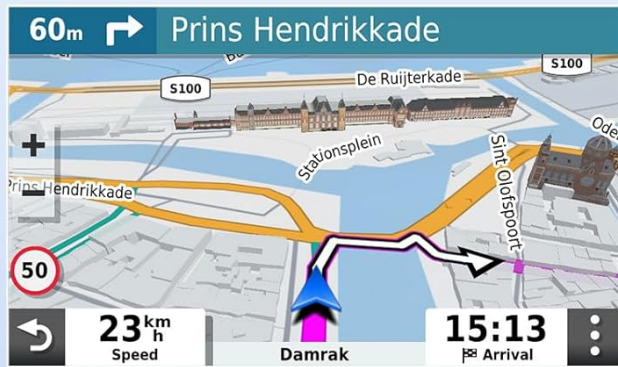 60m
Prins Hendrikkade
S100
De Ruijterkade
S100
Stationsplein
Sint Olofspoort
Prins Hendrikkade
+
−
50
23 km h
Speed
Damrak
15:13
Arrival